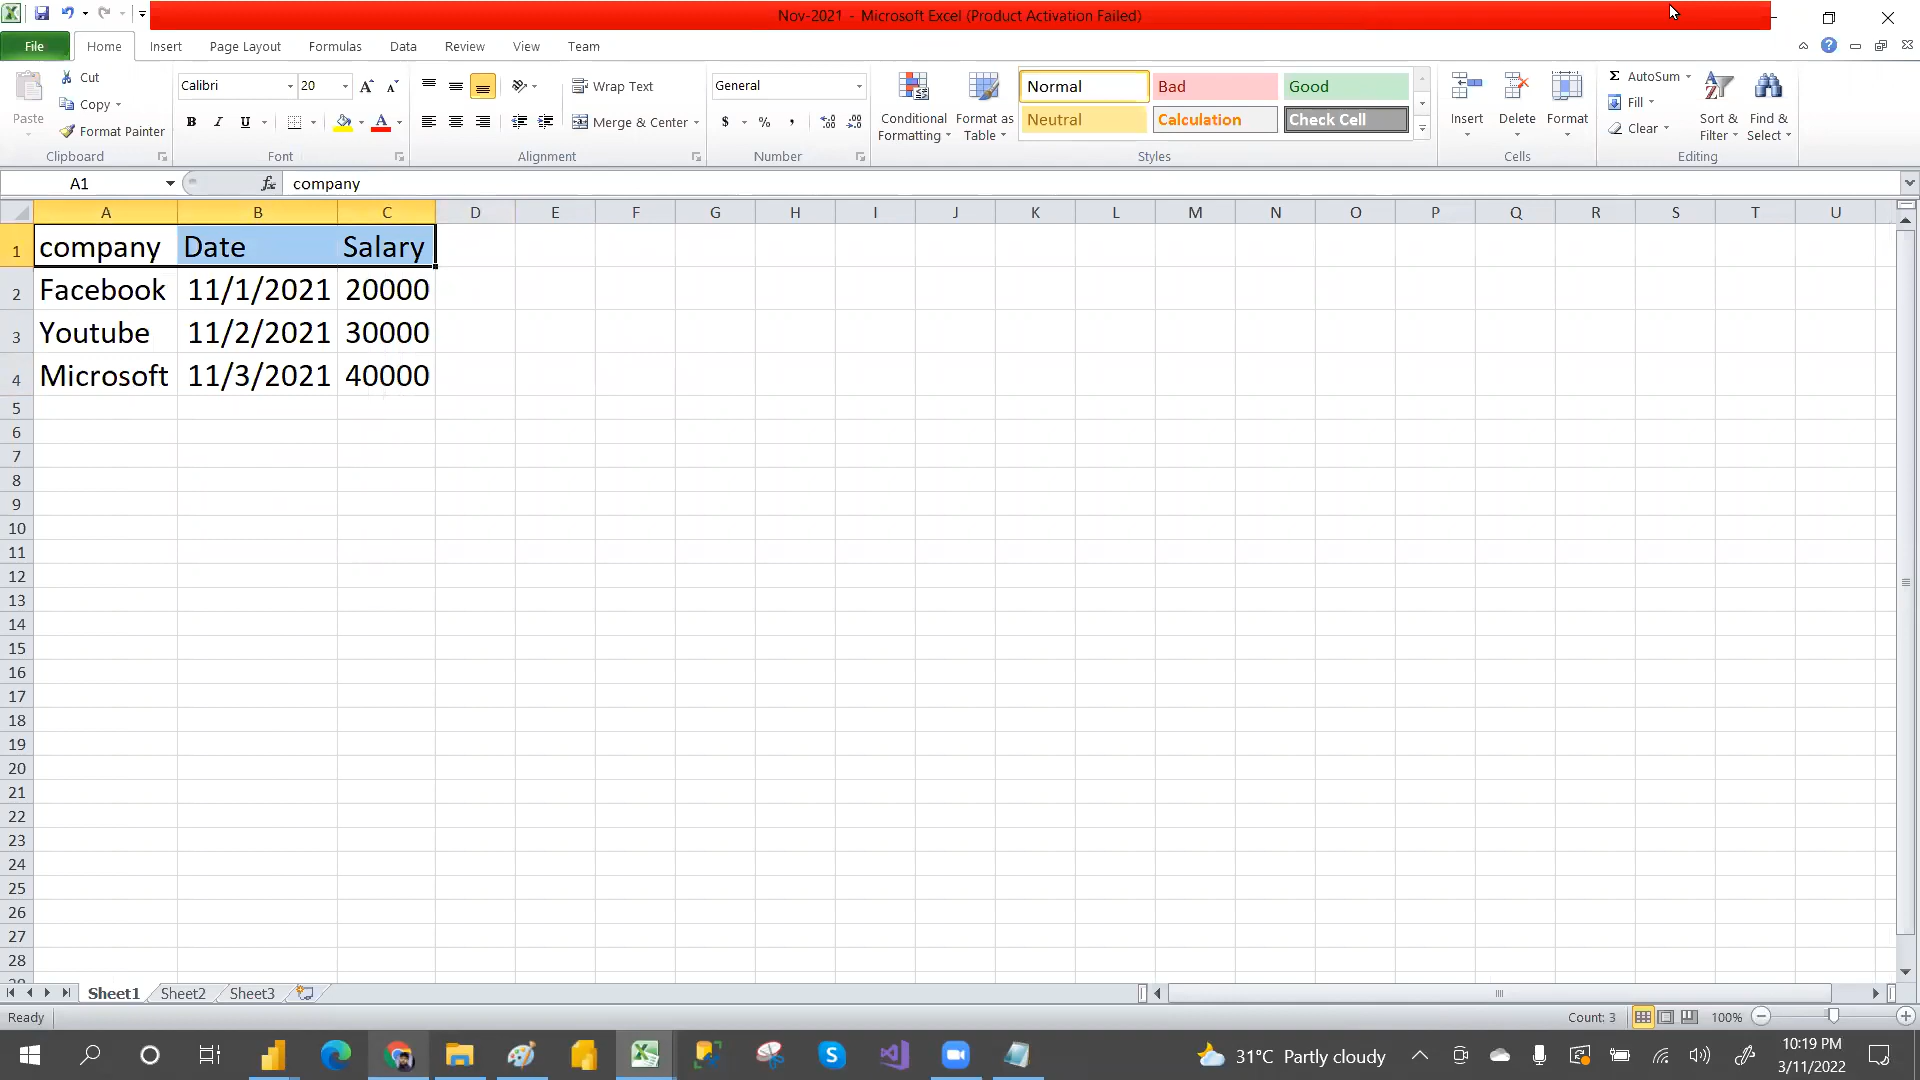 Nov-2021 - Microsoft Excel (Product Activation Failed)
File Home Insert Page Layout Formulas Data Review View Team
Cut
Copy
Format Painter
Paste
Clipboard
Calibri 20
B I U
Font
Wrap Text
Merge & Center
Alignment
General
$ % ,
Number
Conditional Formatting
Format as Table
Normal Bad Good
Neutral Calculation Check Cell
Styles
Insert Delete Format
Cells
Σ AutoSum
Fill
Clear
Sort & Filter
Find & Select
Editing
A1 fx company
A B C D E F G H I J K L M N O P Q R S T U
1 company Date Salary
2 Facebook 11/1/2021 20000
3 Youtube 11/2/2021 30000
4 Microsoft 11/3/2021 40000
5
6
7
8
9
10
11
12
13
14
15
16
17
18
19
20
21
22
23
24
25
26
27
28
Sheet1 Sheet2 Sheet3
Ready Count: 3 100%
31°C Partly cloudy
10:19 PM
3/11/2022